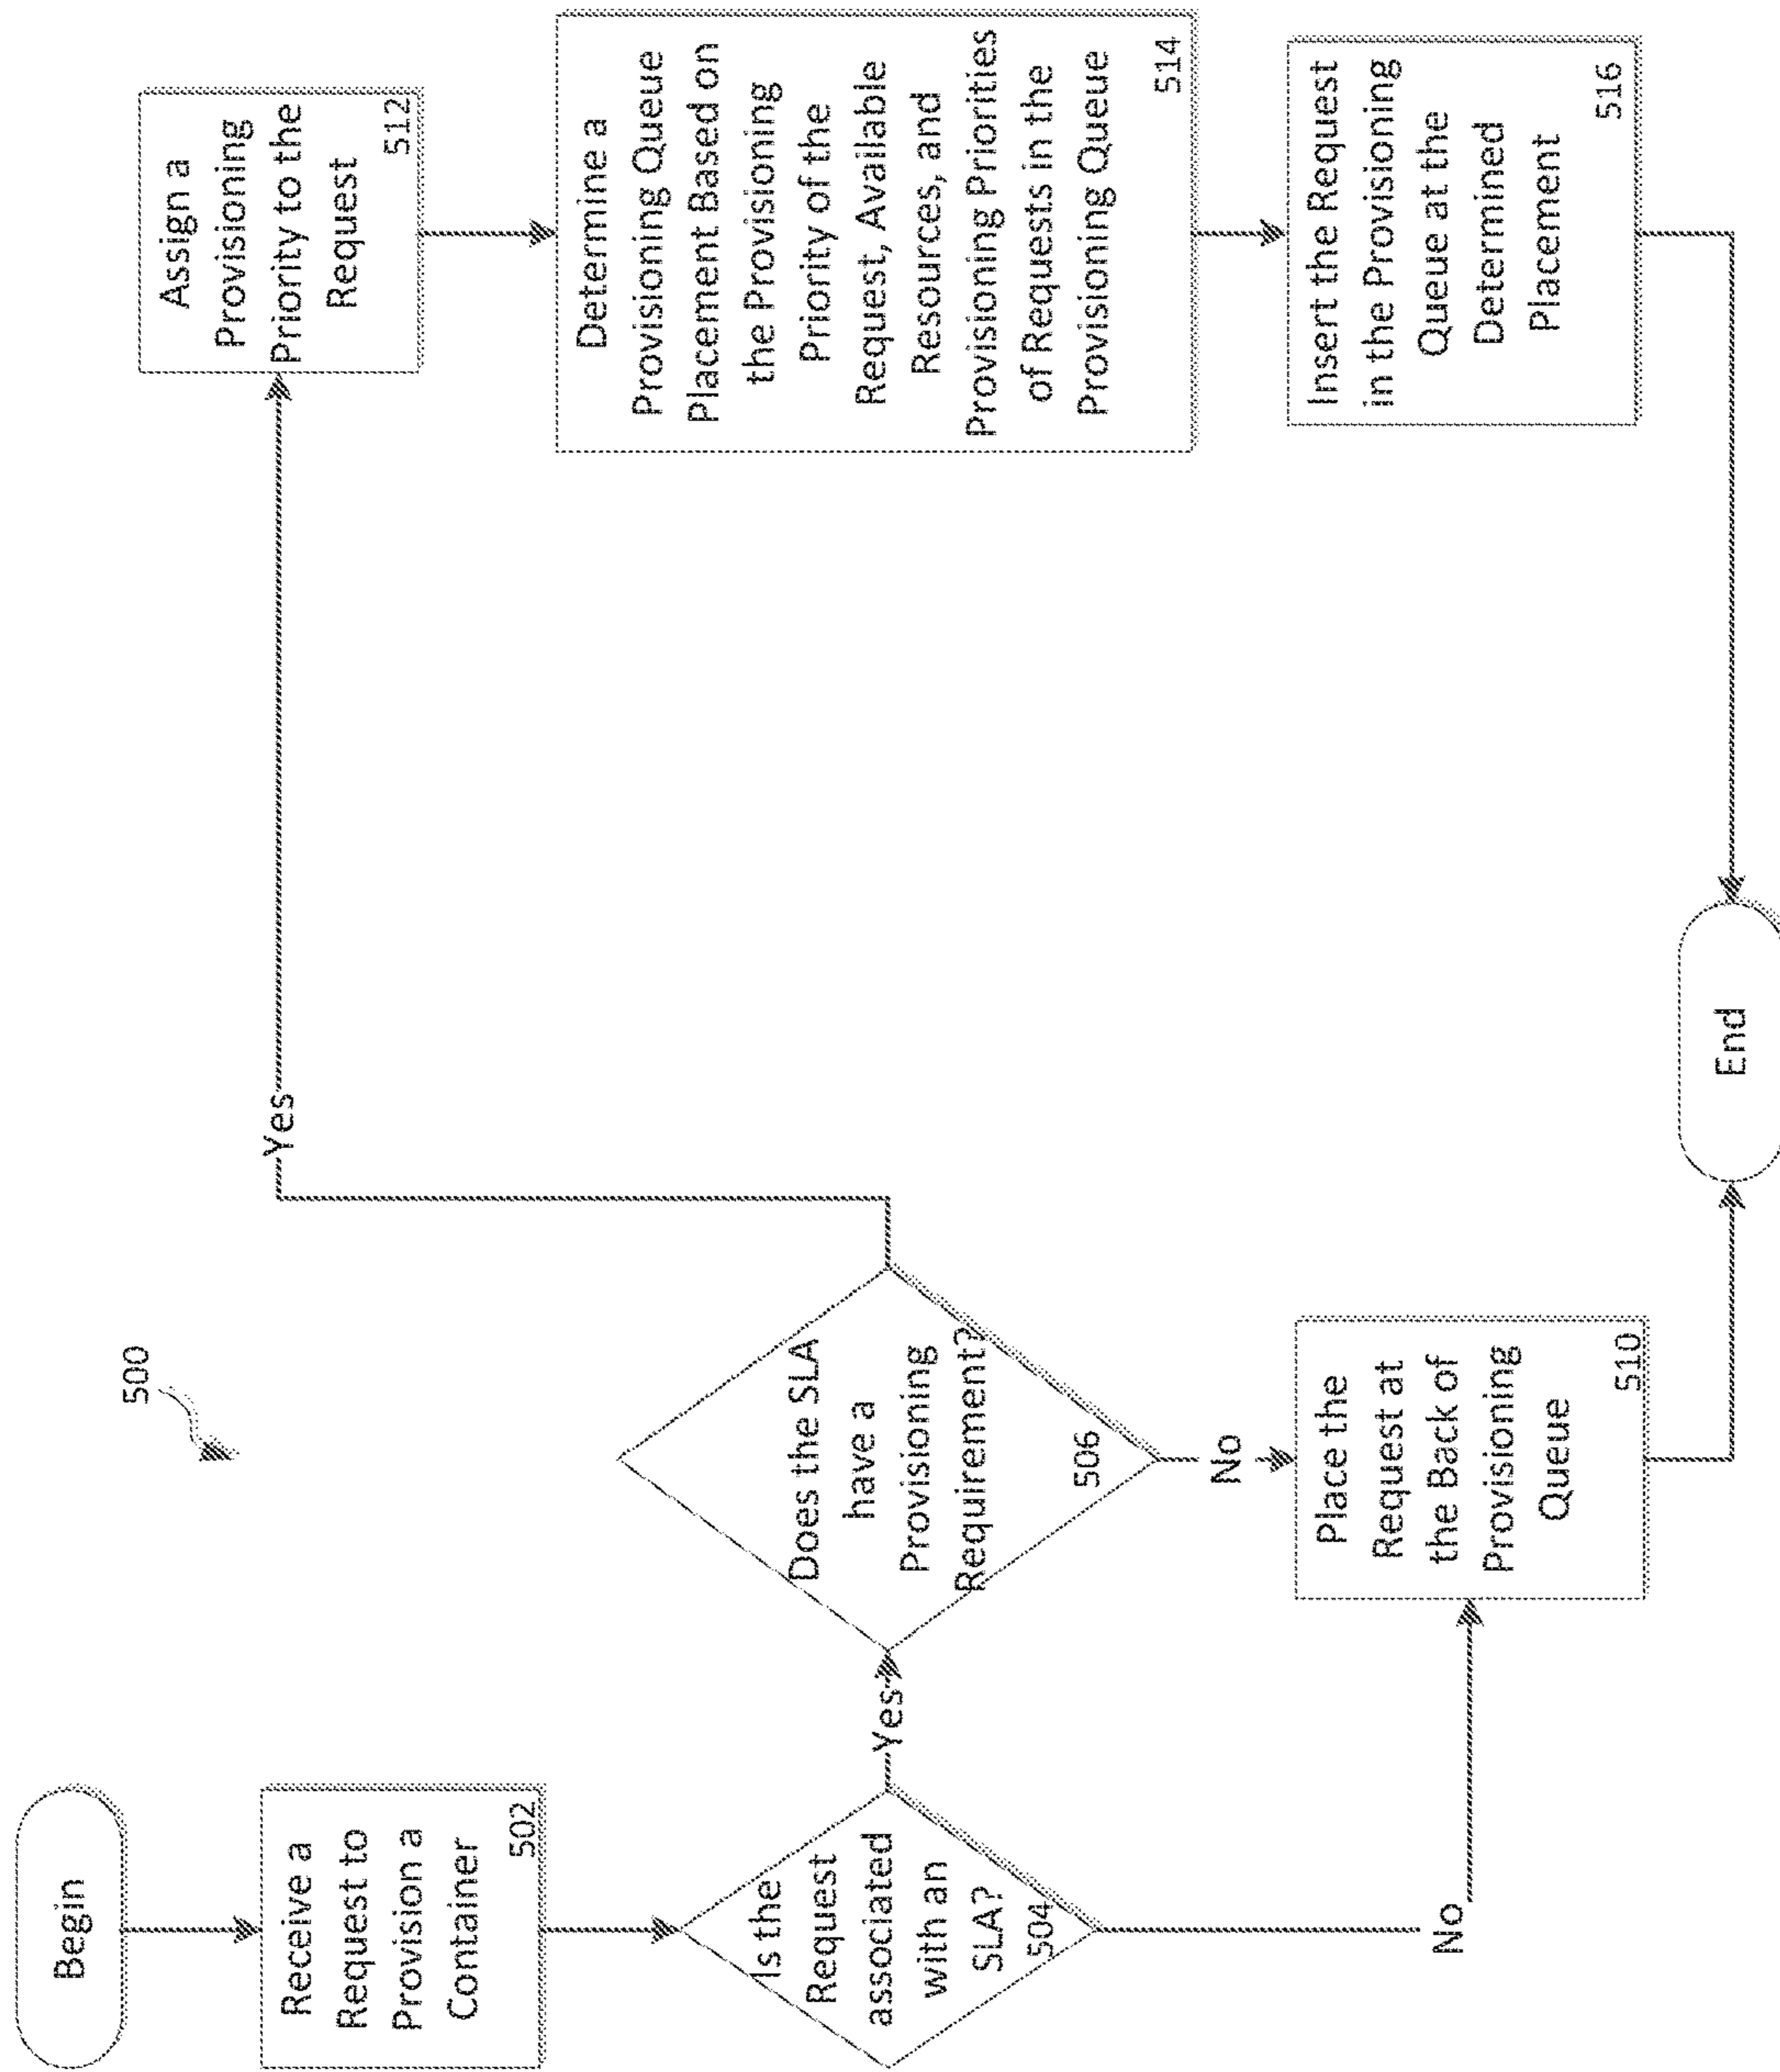 500
Begin
Receive a
Request to
Provision a
Container
502
Is the
Request
associated
with an
SLA?
504
Yes
No
Does the SLA
have a
Provisioning
Requirement?
506
Yes
No
Place the
Request at
the Back of
Provisioning
Queue
510
Assign a
Provisioning
Priority to the
Request
512
Determine a
Provisioning Queue
Placement Based on
the Provisioning
Priority of the
Request, Available
Resources, and
Provisioning Priorities
of Requests in the
Provisioning Queue
514
Insert the Request
in the Provisioning
Queue at the
Determined
Placement
516
End